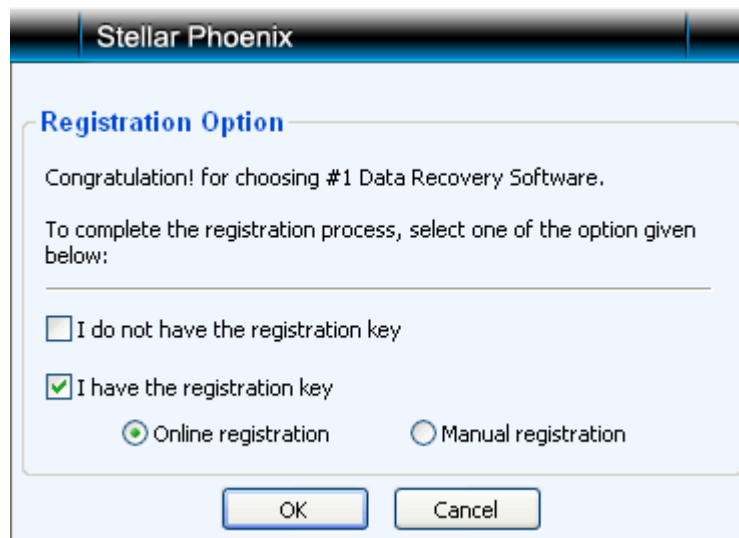 Stellar Phoenix
Registration Option
Congratulation! for choosing #1 Data Recovery Software.
To complete the registration process, select one of the option given
below:
I do not have the registration key
I have the registration key
Online registration
Manual registration
OK
Cancel